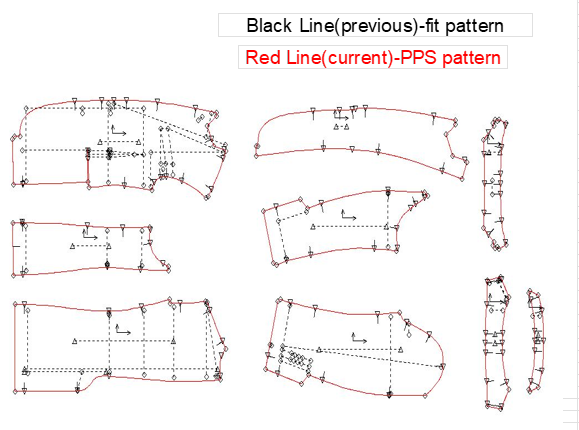 Black Line(previous)-fit pattern
Red Line(current)-PPS pattern